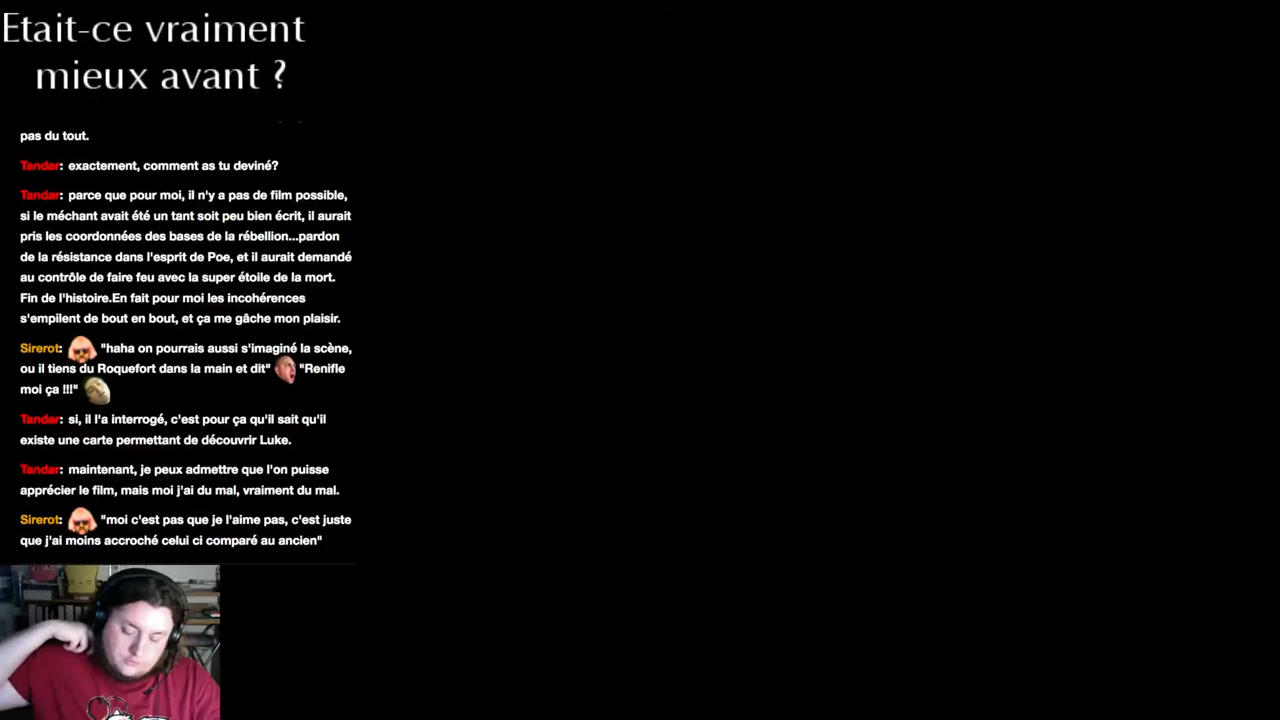 Etait-ce vraiment
mieux avant ?
pas du tout.
Tandar: exactement, comment as tu deviné?
Tandar: parce que pour moi, il n'y a pas de film possible,
si le méchant avait été un tant soit peu bien écrit, il aurait
pris les coordonnées des bases de la rébellion...pardon
de la résistance dans l'esprit de Poe, et il aurait demandé
au contrôle de faire feu avec la super étoile de la mort.
Fin de l'histoire.En fait pour moi les incohérences
s'empilent de bout en bout, et ça me gâche mon plaisir.
Sirerot: "haha on pourrais aussi s'imaginé la scène,
ou il tiens du Roquefort dans la main et dit" "Renifle
moi ça !!!"
Tandar: si, il l'a interrogé, c'est pour ça qu'il sait qu'il
existe une carte permettant de découvrir Luke.
Tandar: maintenant, je peux admettre que l'on puisse
apprécier le film, mais moi j'ai du mal, vraiment du mal.
Sirerot: "moi c'est pas que je l'aime pas, c'est juste
que j'ai moins accroché celui ci comparé au ancien"